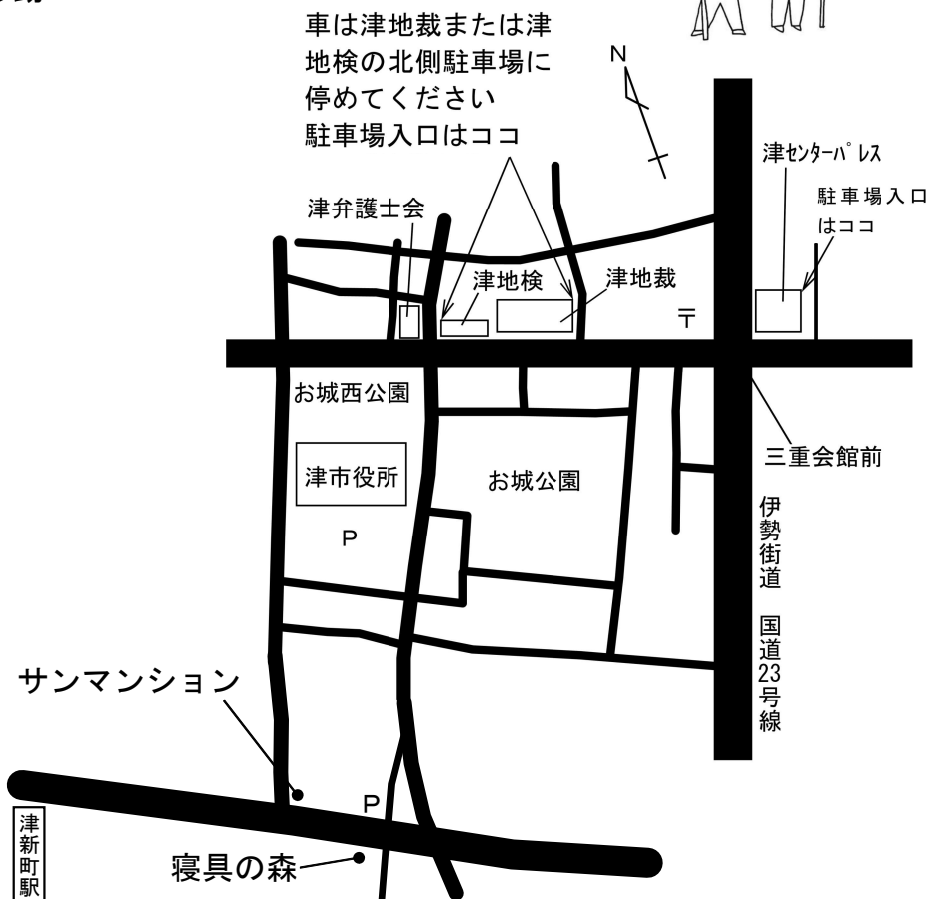 車は津地裁または津
地検の北側駐車場に
停めてください
駐車場入口はココ
N
津センターパレス
駐車場入口
はココ
津弁護士会
津地検
津地裁
〒
お城西公園
三重会館前
津市役所
お城公園
P
伊勢街道 国道23号線
サンマンション
P
津新町駅
寝具の森